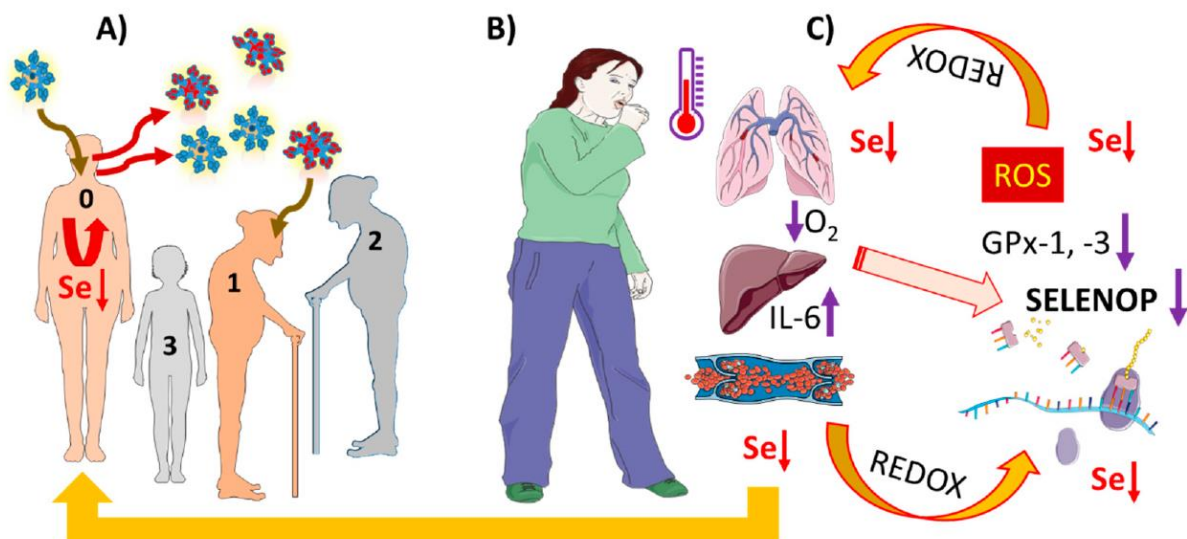 A)
0
Se↓
3
1
2
B)
↓O₂
IL-6↑
Se↓
C)
REDOX
Se↓
ROS
Se↓
GPx-1, -3↓
SELENOP↓
REDOX
Se↓